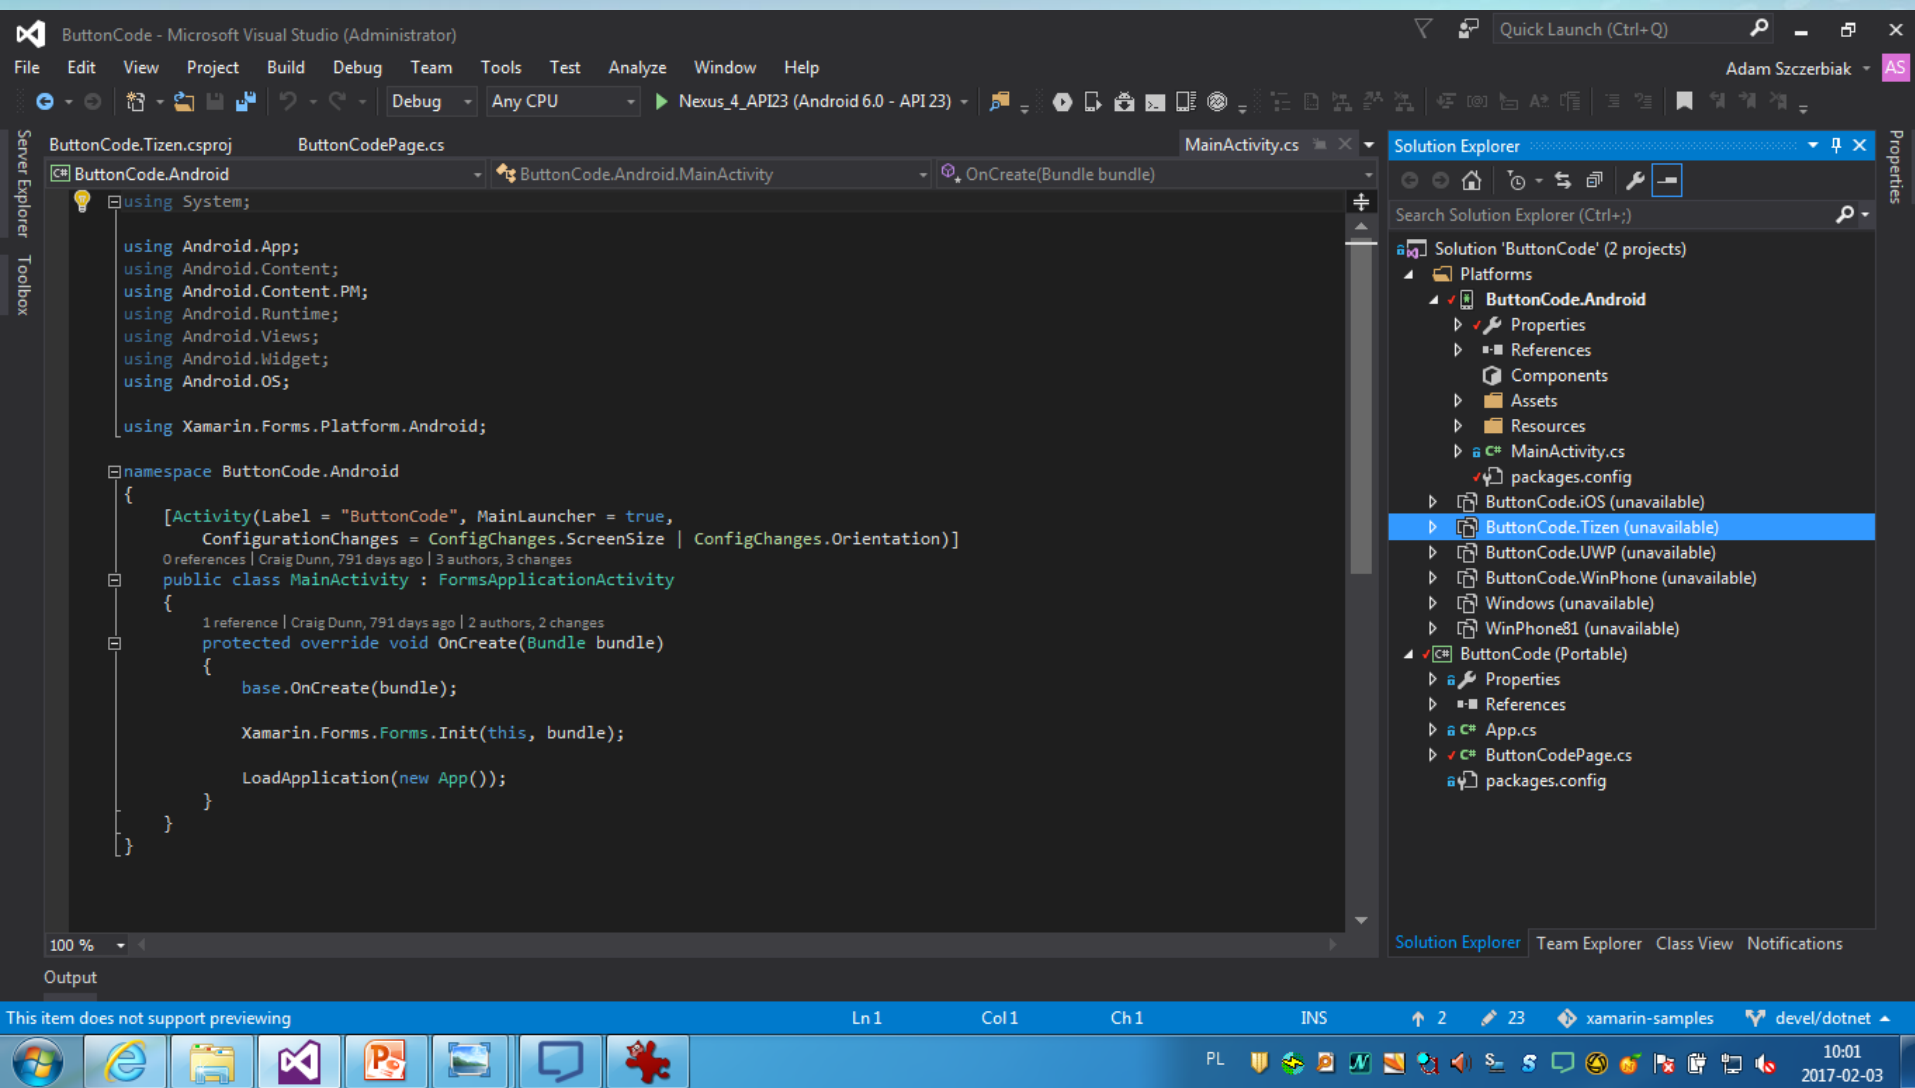 ButtonCode - Microsoft Visual Studio (Administrator)
Quick Launch (Ctrl+Q)
File Edit View Project Build Debug Team Tools Test Analyze Window Help
Adam Szczerbiak AS
Debug Any CPU Nexus_4_API23 (Android 6.0 - API 23)
Server Explorer
Toolbox
ButtonCode.Tizen.csproj ButtonCodePage.cs MainActivity.cs
ButtonCode.Android ButtonCode.Android.MainActivity OnCreate(Bundle bundle)
using System;
using Android.App;
using Android.Content;
using Android.Content.PM;
using Android.Runtime;
using Android.Views;
using Android.Widget;
using Android.OS;
using Xamarin.Forms.Platform.Android;
namespace ButtonCode.Android
{
[Activity(Label = "ButtonCode", MainLauncher = true,
ConfigurationChanges = ConfigChanges.ScreenSize | ConfigChanges.Orientation)]
0 references | Craig Dunn, 791 days ago | 3 authors, 3 changes
public class MainActivity : FormsApplicationActivity
{
1 reference | Craig Dunn, 791 days ago | 2 authors, 2 changes
protected override void OnCreate(Bundle bundle)
{
base.OnCreate(bundle);
Xamarin.Forms.Forms.Init(this, bundle);
LoadApplication(new App());
}
}
}
100 %
Output
Solution Explorer
Search Solution Explorer (Ctrl+;)
Solution 'ButtonCode' (2 projects)
Platforms
ButtonCode.Android
Properties
References
Components
Assets
Resources
C# MainActivity.cs
packages.config
ButtonCode.iOS (unavailable)
ButtonCode.Tizen (unavailable)
ButtonCode.UWP (unavailable)
ButtonCode.WinPhone (unavailable)
Windows (unavailable)
WinPhone81 (unavailable)
C# ButtonCode (Portable)
Properties
References
C# App.cs
C# ButtonCodePage.cs
packages.config
Solution Explorer Team Explorer Class View Notifications
Properties
This item does not support previewing Ln 1 Col 1 Ch 1 INS 2 23 xamarin-samples devel/dotnet
PL
10:01
2017-02-03